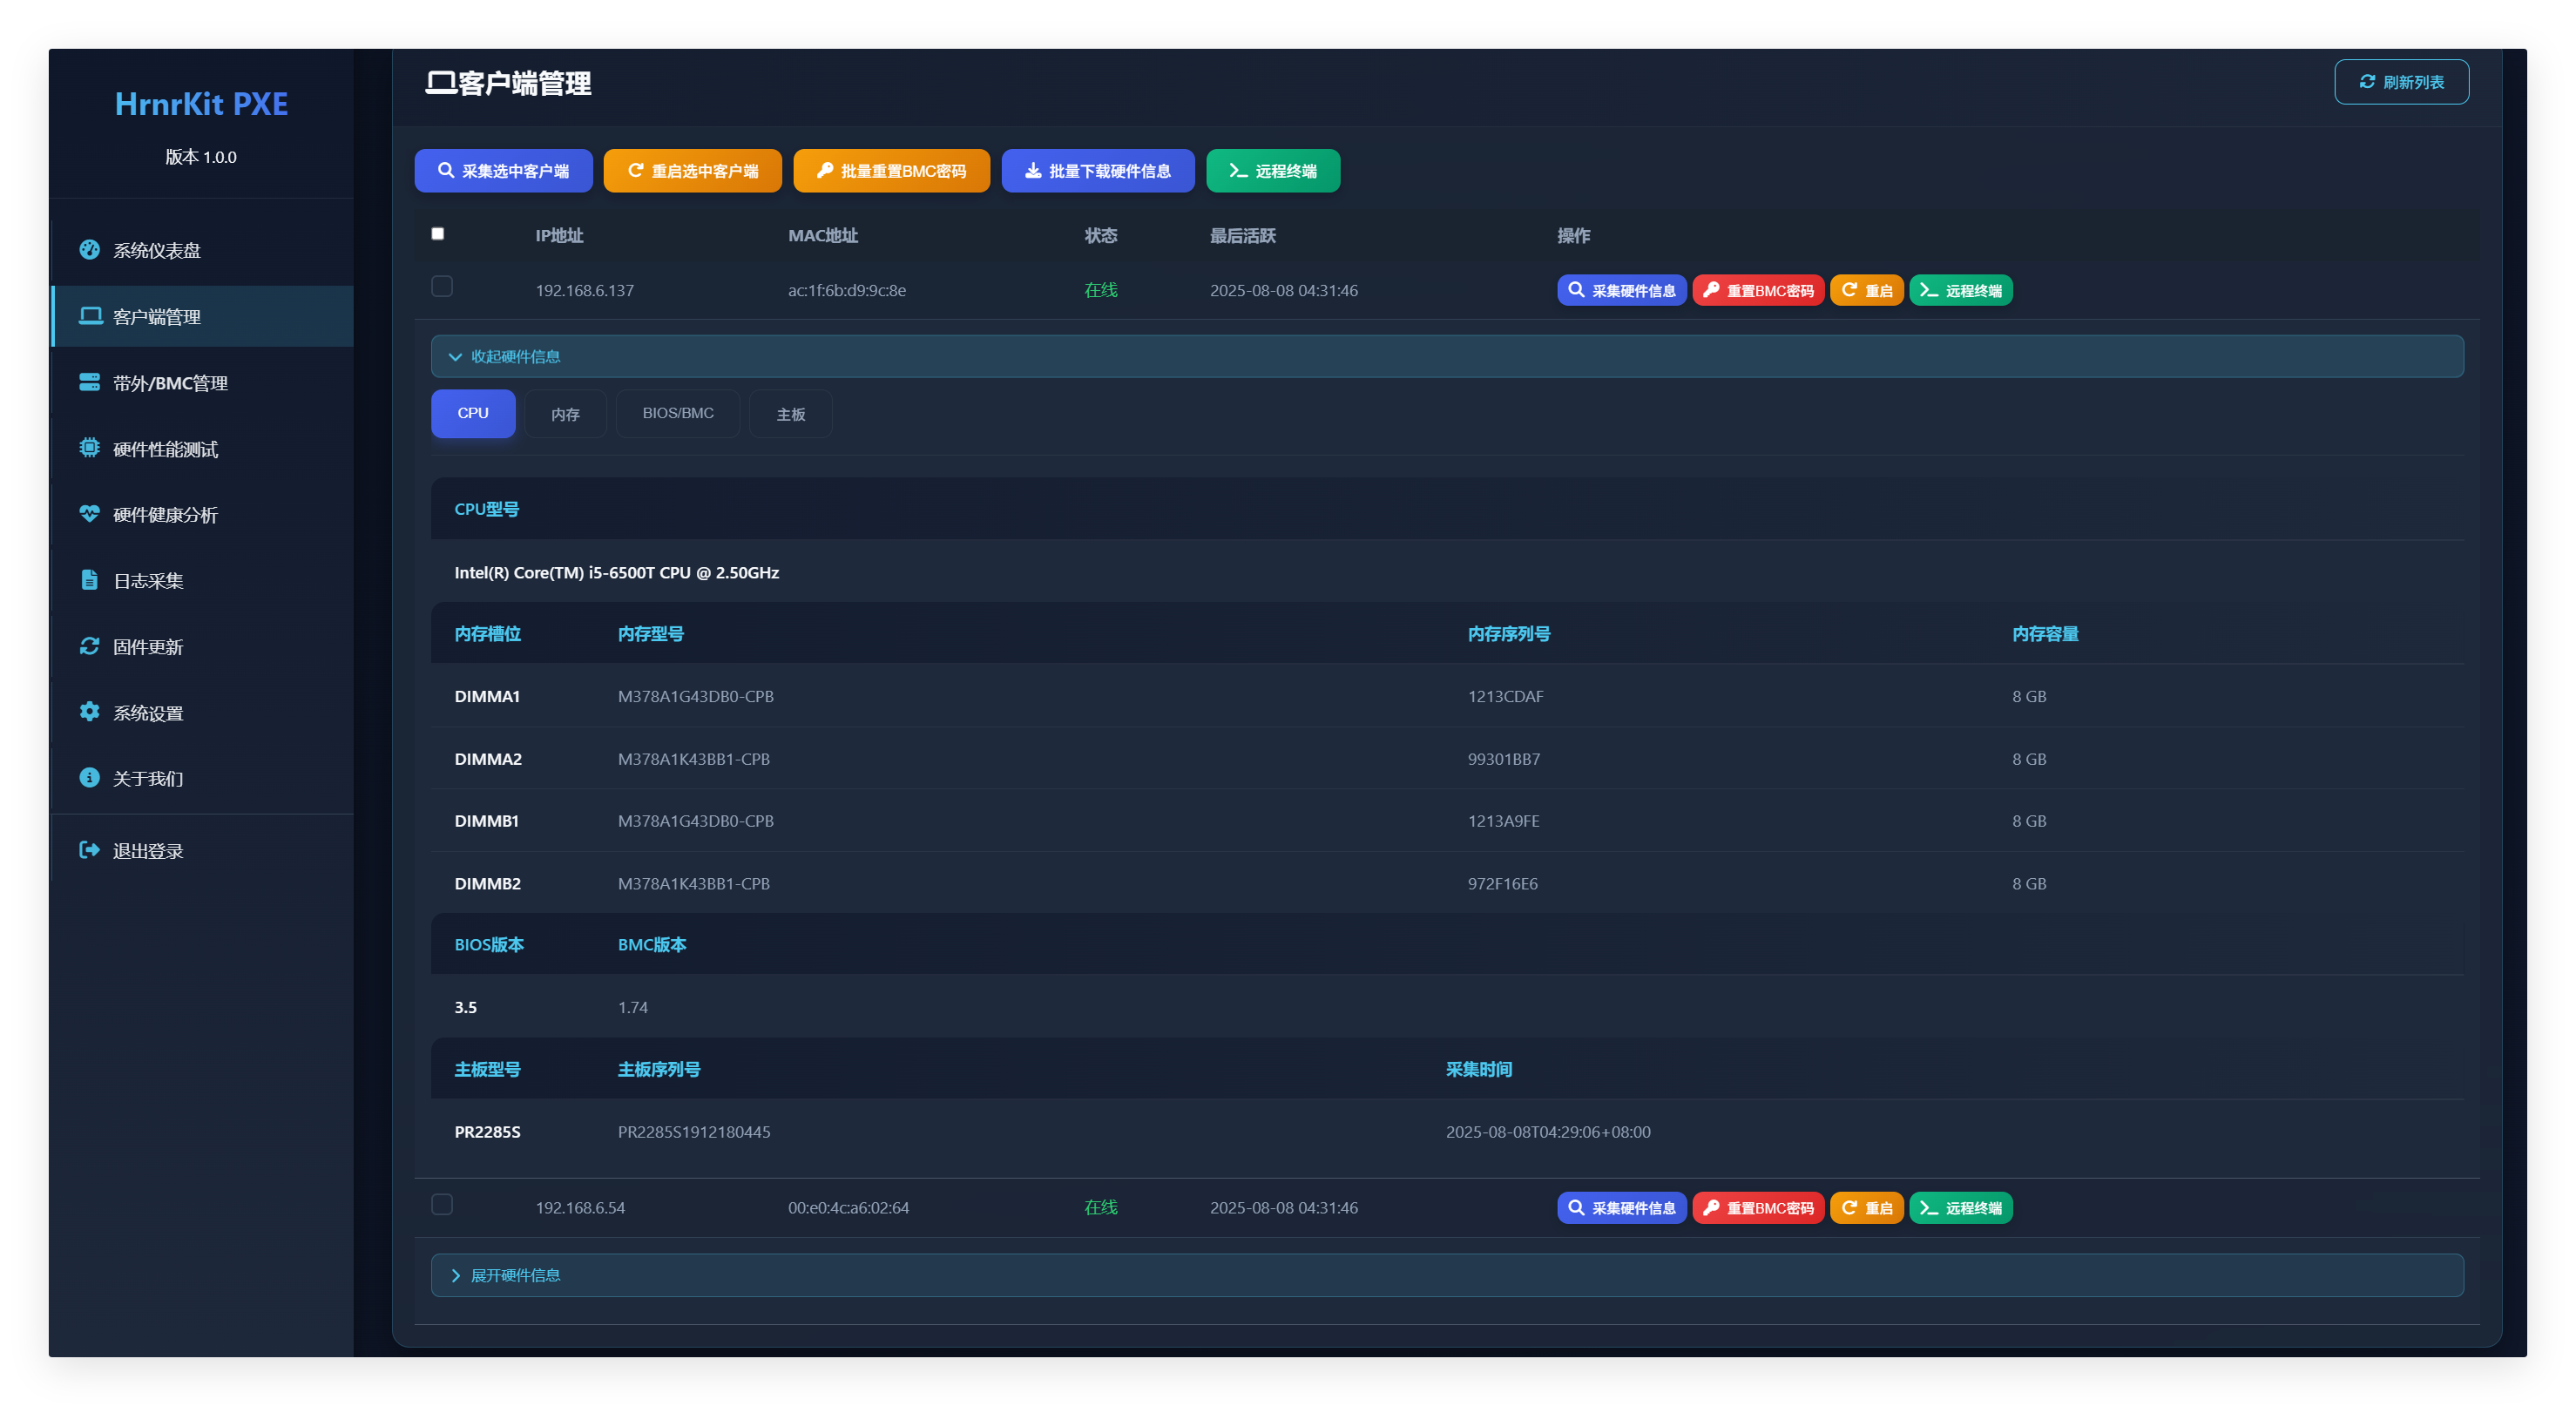 HrnrKit PXE
版本 1.0.0
系统仪表盘
客户端管理
带外/BMC管理
硬件性能测试
硬件健康分析
日志采集
固件更新
系统设置
关于我们
退出登录
客户端管理
刷新列表
采集选中客户端 重启选中客户端 批量重置BMC密码 批量下载硬件信息 远程终端
IP地址 MAC地址 状态 最后活跃 操作
192.168.6.137 ac:1f:6b:d9:9c:8e 在线 2025-08-08 04:31:46 采集硬件信息 重置BMC密码 重启 远程终端
收起硬件信息
CPU 内存 BIOS/BMC 主板
CPU型号
Intel(R) Core(TM) i5-6500T CPU @ 2.50GHz
内存槽位 内存型号 内存序列号 内存容量
DIMMA1 M378A1G43DB0-CPB 1213CDAF 8 GB
DIMMA2 M378A1K43BB1-CPB 99301BB7 8 GB
DIMMB1 M378A1G43DB0-CPB 1213A9FE 8 GB
DIMMB2 M378A1K43BB1-CPB 972F16E6 8 GB
BIOS版本 BMC版本
3.5 1.74
主板型号 主板序列号 采集时间
PR2285S PR2285S1912180445 2025-08-08T04:29:06+08:00
192.168.6.54 00:e0:4c:a6:02:64 在线 2025-08-08 04:31:46 采集硬件信息 重置BMC密码 重启 远程终端
展开硬件信息